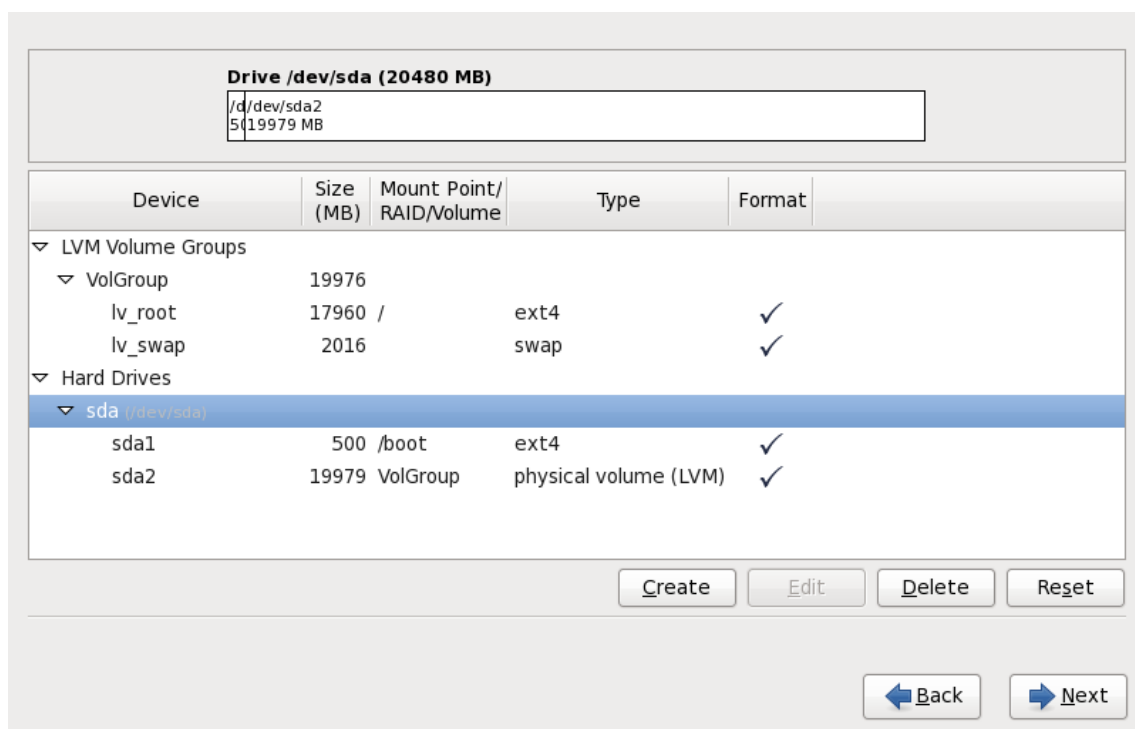 Drive /dev/sda (20480 MB)
/d/dev/sda2
50 19979 MB
Device Size (MB) Mount Point/ RAID/Volume Type Format
LVM Volume Groups
VolGroup 19976
lv_root 17960 / ext4
lv_swap 2016 swap
Hard Drives
sda (/dev/sda)
sda1 500 /boot ext4
sda2 19979 VolGroup physical volume (LVM)
Create Edit Delete Reset
Back Next